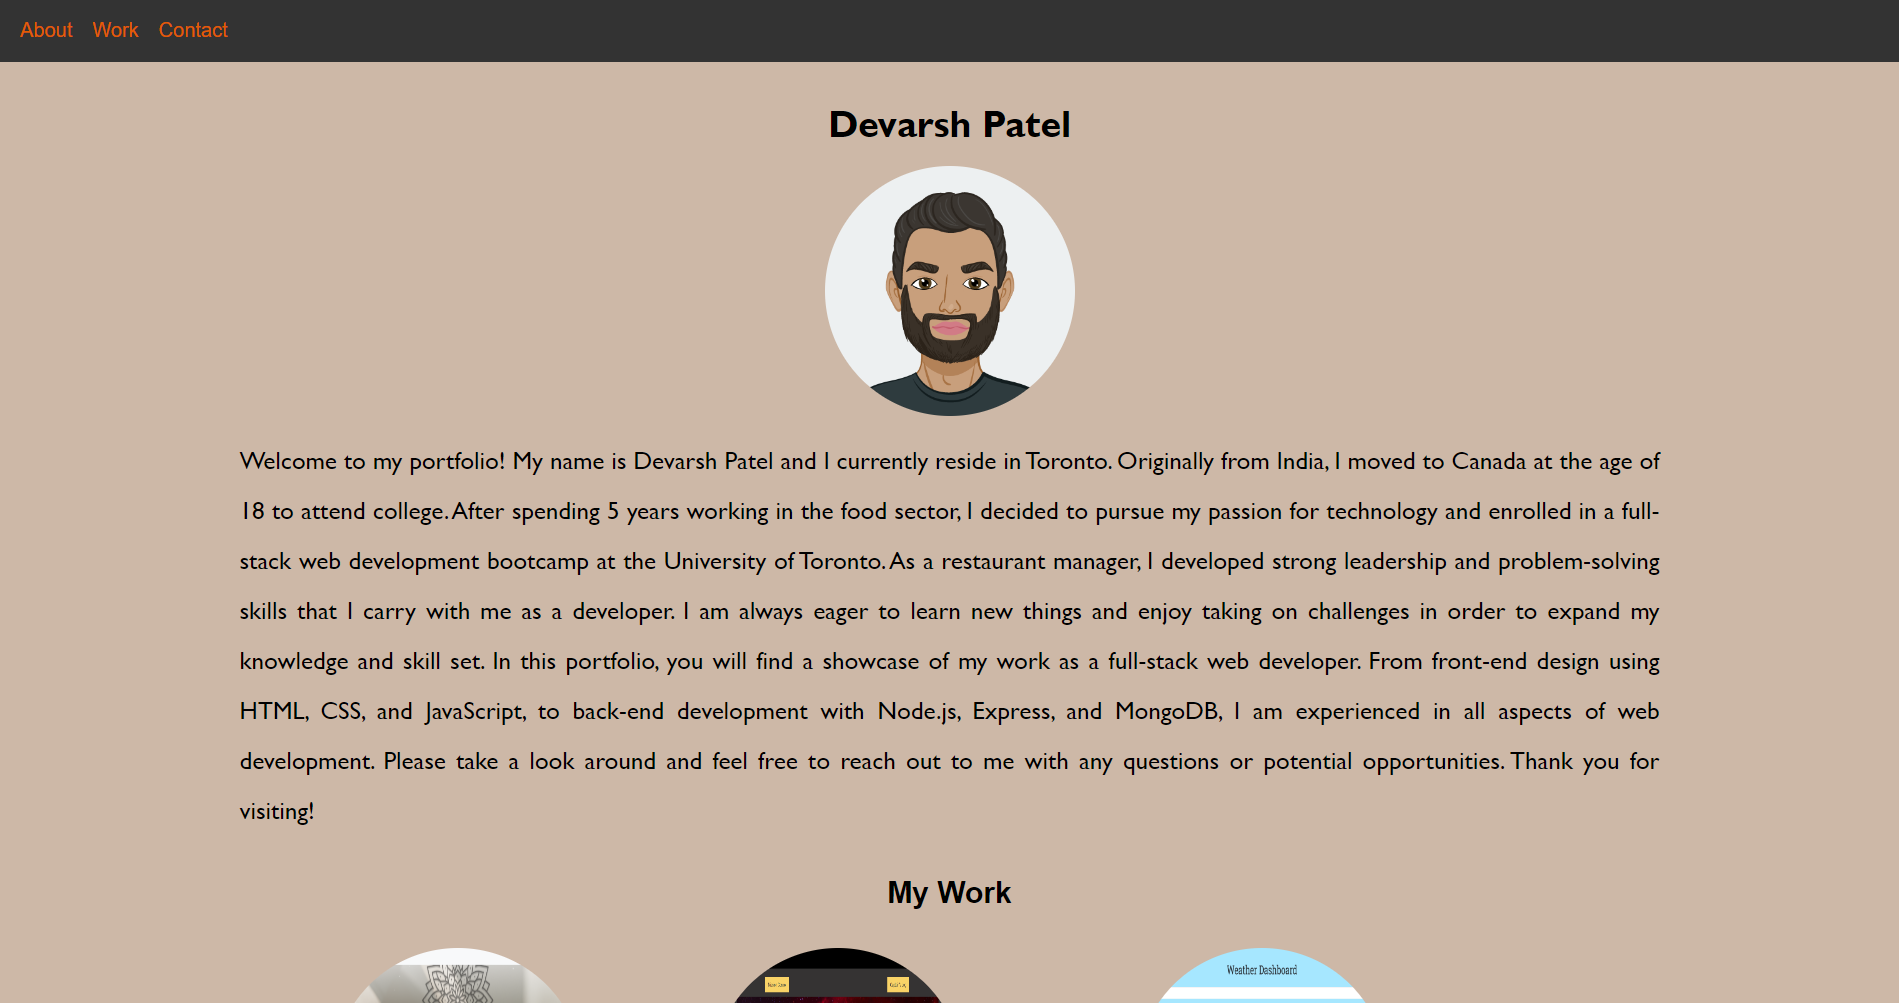 About Work Contact
Devarsh Patel
Welcome to my portfolio! My name is Devarsh Patel and I currently reside in Toronto. Originally from India, I moved to Canada at the age of
18 to attend college. After spending 5 years working in the food sector, I decided to pursue my passion for technology and enrolled in a full-
stack web development bootcamp at the University of Toronto. As a restaurant manager, I developed strong leadership and problem-solving
skills that I carry with me as a developer. I am always eager to learn new things and enjoy taking on challenges in order to expand my
knowledge and skill set. In this portfolio, you will find a showcase of my work as a full-stack web developer. From front-end design using
HTML, CSS, and JavaScript, to back-end development with Node.js, Express, and MongoDB, I am experienced in all aspects of web
development. Please take a look around and feel free to reach out to me with any questions or potential opportunities. Thank you for
visiting!
My Work
Weather Dashboard